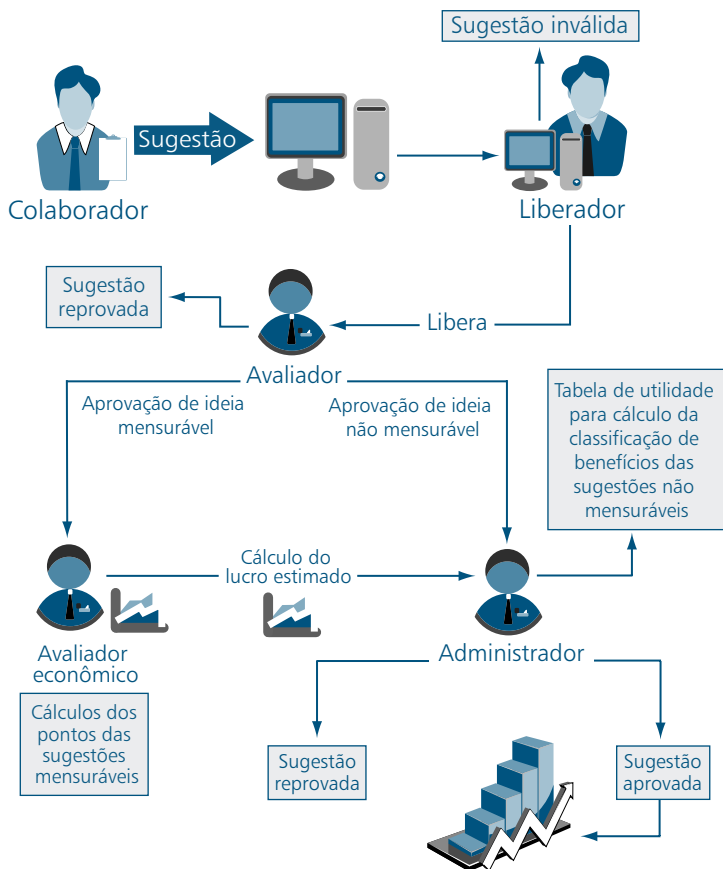 Sugestão inválida
Sugestão
Colaborador
Liberador
Sugestão
reprovada
Libera
Avaliador
Aprovação de ideia
mensurável
Aprovação de ideia
não mensurável
Tabela de utilidade
para cálculo da
classificação de
benefícios das
sugestões não
mensuráveis
Cálculo do
lucro estimado
Avaliador
econômico
Administrador
Cálculos dos
pontos das
sugestões
mensuráveis
Sugestão
reprovada
Sugestão
aprovada